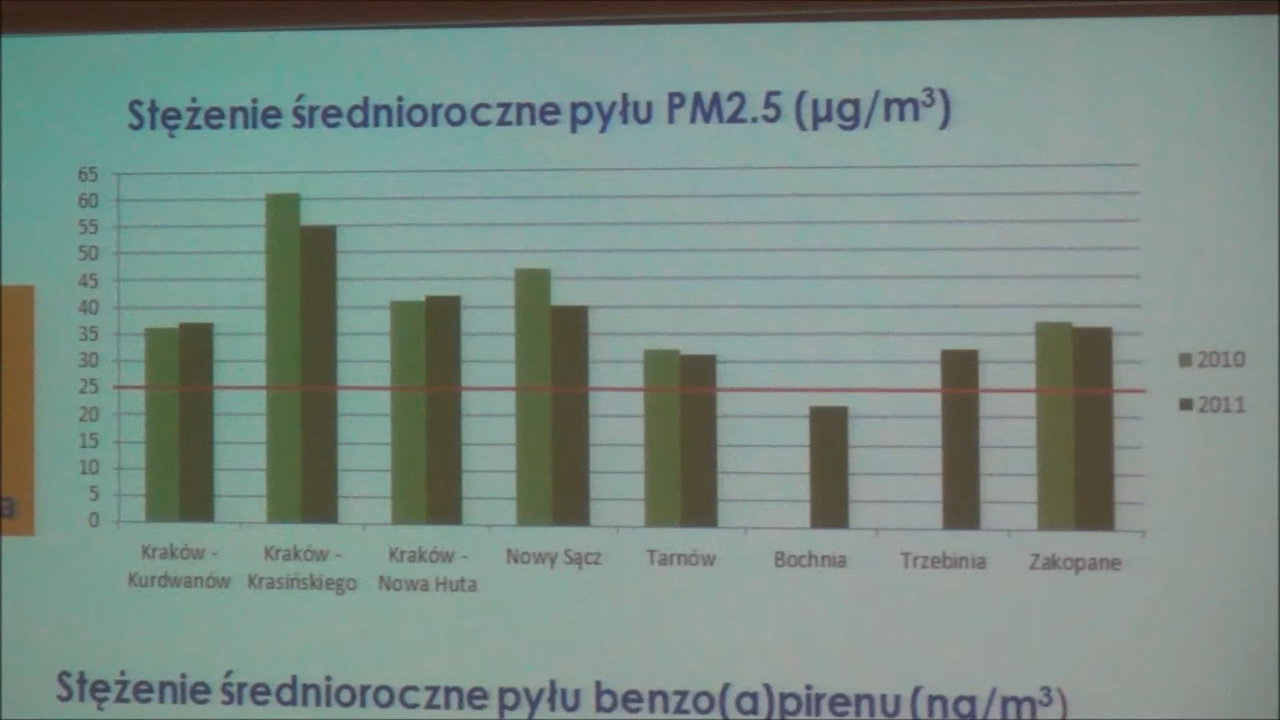 Stężenie średnioroczne pyłu PM2.5 (µg/m³)
65
60
55
50
45
40
35
30
25
20
15
10
5
0
2010
2011
Kraków - Kurdwanów
Kraków - Krasińskiego
Kraków - Nowa Huta
Nowy Sącz
Tarnów
Bochnia
Trzebinia
Zakopane
a
Stężenie średnioroczne pyłu benzo(a)pirenu (ng/m³)